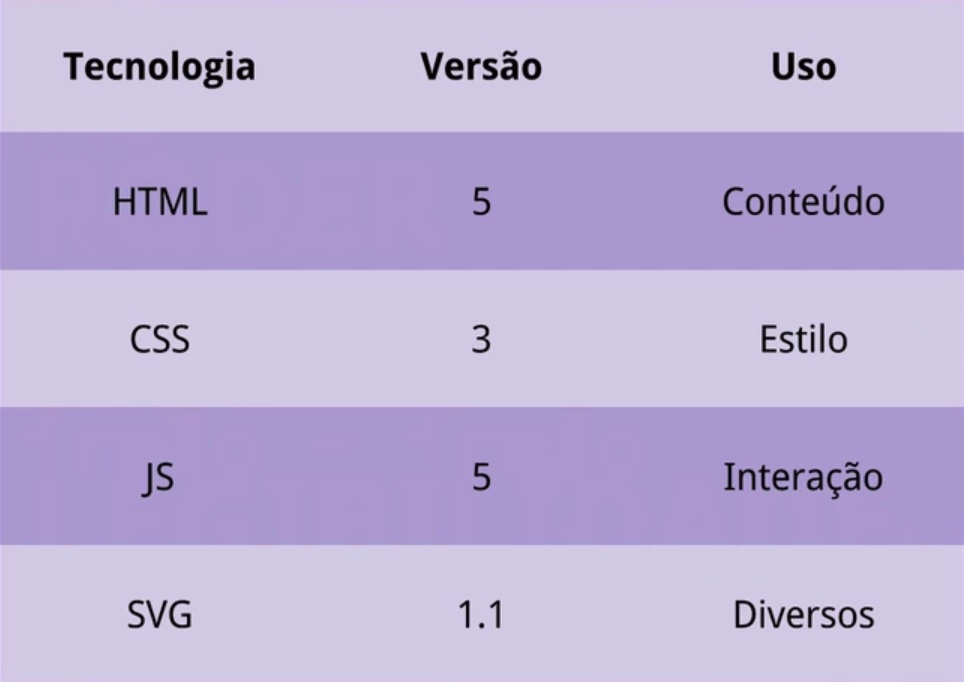 Tecnologia Versão Uso
HTML 5 Conteúdo
CSS 3 Estilo
JS 5 Interação
SVG 1.1 Diversos